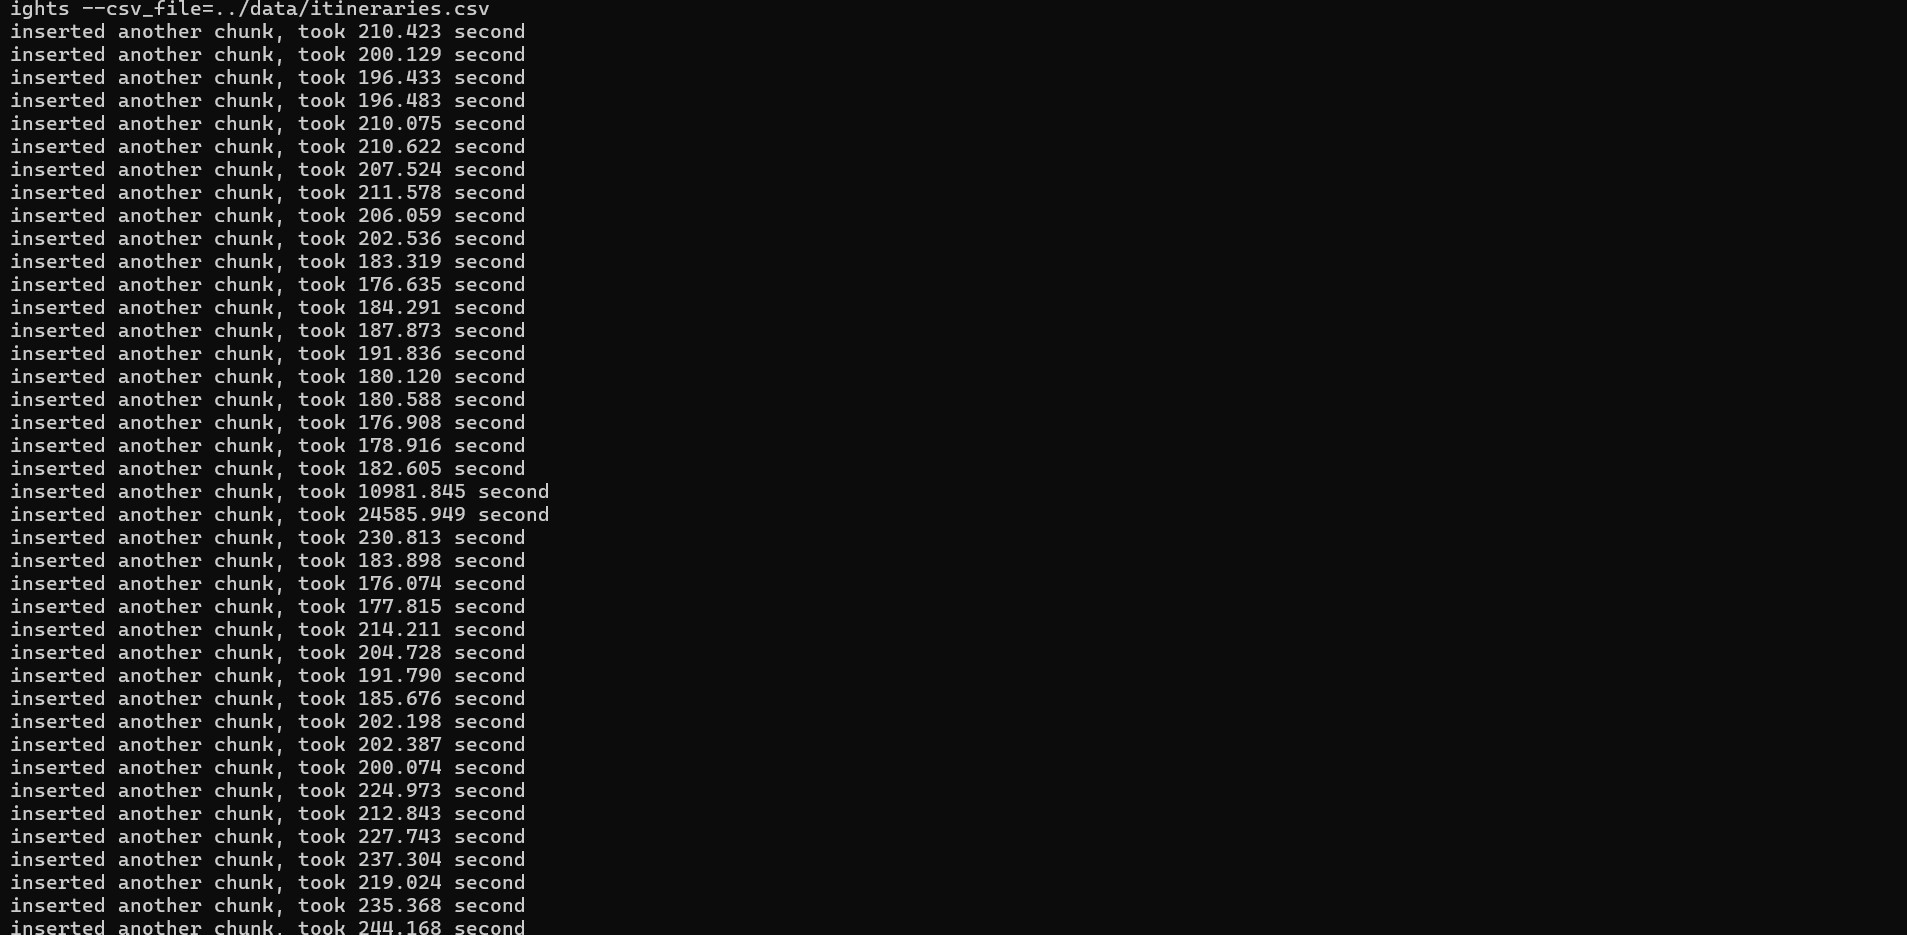 ights --csv_file=../data/itineraries.csv
inserted another chunk, took 210.423 second
inserted another chunk, took 200.129 second
inserted another chunk, took 196.433 second
inserted another chunk, took 196.483 second
inserted another chunk, took 210.075 second
inserted another chunk, took 210.622 second
inserted another chunk, took 207.524 second
inserted another chunk, took 211.578 second
inserted another chunk, took 206.059 second
inserted another chunk, took 202.536 second
inserted another chunk, took 183.319 second
inserted another chunk, took 176.635 second
inserted another chunk, took 184.291 second
inserted another chunk, took 187.873 second
inserted another chunk, took 191.836 second
inserted another chunk, took 180.120 second
inserted another chunk, took 180.588 second
inserted another chunk, took 176.908 second
inserted another chunk, took 178.916 second
inserted another chunk, took 182.605 second
inserted another chunk, took 10981.845 second
inserted another chunk, took 24585.949 second
inserted another chunk, took 230.813 second
inserted another chunk, took 183.898 second
inserted another chunk, took 176.074 second
inserted another chunk, took 177.815 second
inserted another chunk, took 214.211 second
inserted another chunk, took 204.728 second
inserted another chunk, took 191.790 second
inserted another chunk, took 185.676 second
inserted another chunk, took 202.198 second
inserted another chunk, took 202.387 second
inserted another chunk, took 200.074 second
inserted another chunk, took 224.973 second
inserted another chunk, took 212.843 second
inserted another chunk, took 227.743 second
inserted another chunk, took 237.304 second
inserted another chunk, took 219.024 second
inserted another chunk, took 235.368 second
inserted another chunk, took 244.168 second